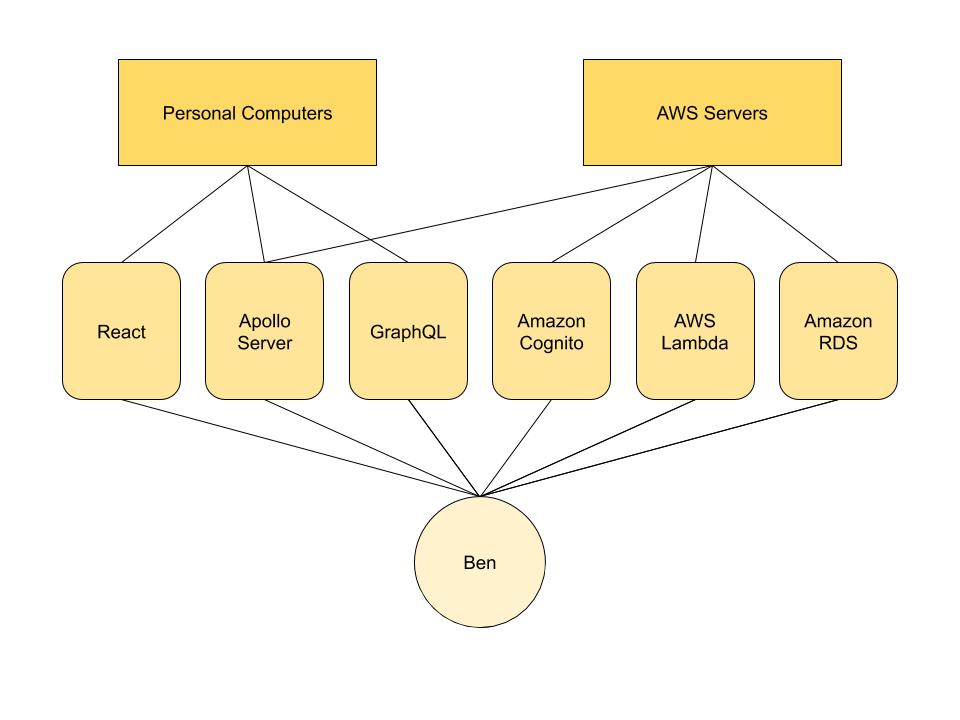 Personal Computers
AWS Servers
React
Apollo
Server
GraphQL
Amazon
Cognito
AWS
Lambda
Amazon
RDS
Ben